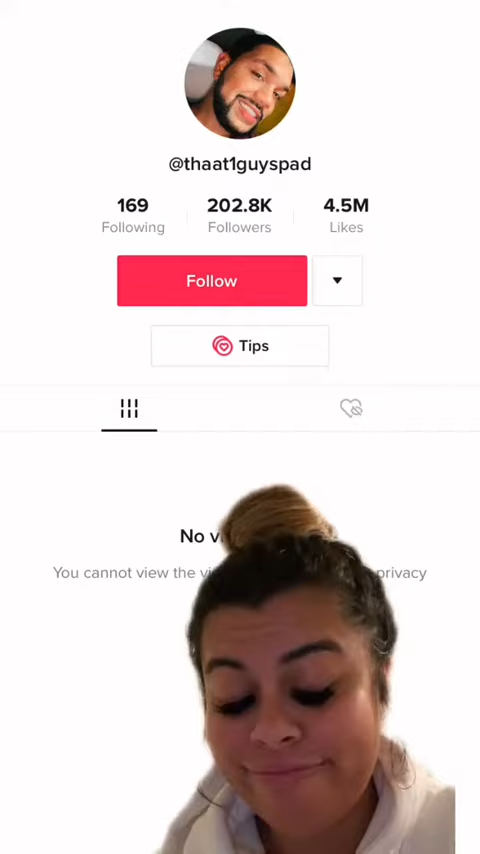 @thaat1guyspad
169 202.8K 4.5M
Following Followers Likes
Follow
Tips
No
You cannot view the privacy